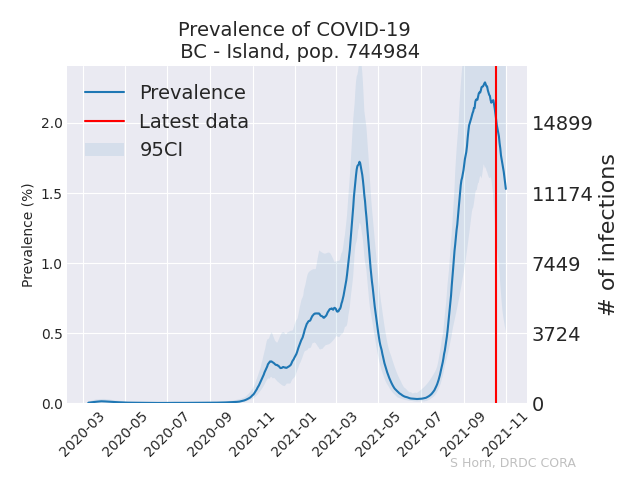 Prevalence of COVID-19
BC - Island, pop. 744984
Prevalence
Latest data
95CI
Prevalence (%)
2.0
1.5
1.0
0.5
0.0
14899
11174
7449
3724
0
# of infections
2020-03
2020-05
2020-07
2020-09
2020-11
2021-01
2021-03
2021-05
2021-07
2021-09
2021-11
S Horn, DRDC CORA